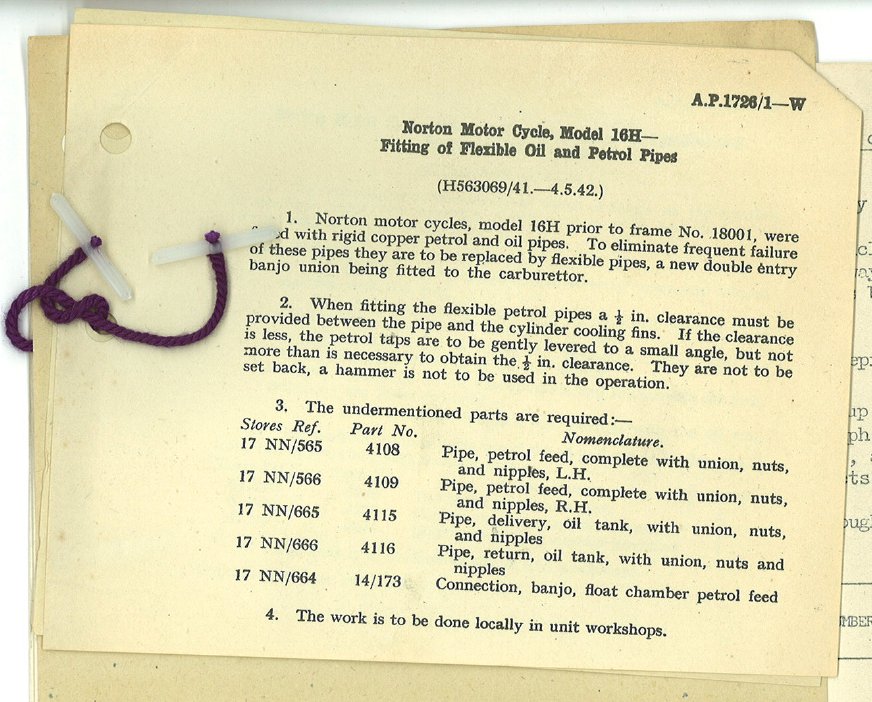 A.P.1726/1—W
Norton Motor Cycle, Model 16H—
Fitting of Flexible Oil and Petrol Pipes
(H563069/41.—4.5.42.)
1. Norton motor cycles, model 16H prior to frame No. 18001, were
with rigid copper petrol and oil pipes. To eliminate frequent failure
of these pipes they are to be replaced by flexible pipes, a new double entry
banjo union being fitted to the carburettor.
2. When fitting the flexible petrol pipes a ½ in. clearance must be
provided between the pipe and the cylinder cooling fins. If the clearance
is less, the petrol taps are to be gently levered to a small angle, but not
more than is necessary to obtain the ½ in. clearance. They are not to be
set back, a hammer is not to be used in the operation.
3. The undermentioned parts are required:—
Stores Ref. Part No. Nomenclature.
17 NN/565 4108 Pipe, petrol feed, complete with union, nuts,
and nipples, L.H.
17 NN/566 4109 Pipe, petrol feed, complete with union, nuts,
and nipples, R.H.
17 NN/665 4115 Pipe, delivery, oil tank, with union, nuts,
and nipples
17 NN/666 4116 Pipe, return, oil tank, with union, nuts and
nipples
17 NN/664 14/173 Connection, banjo, float chamber petrol feed
4. The work is to be done locally in unit workshops.